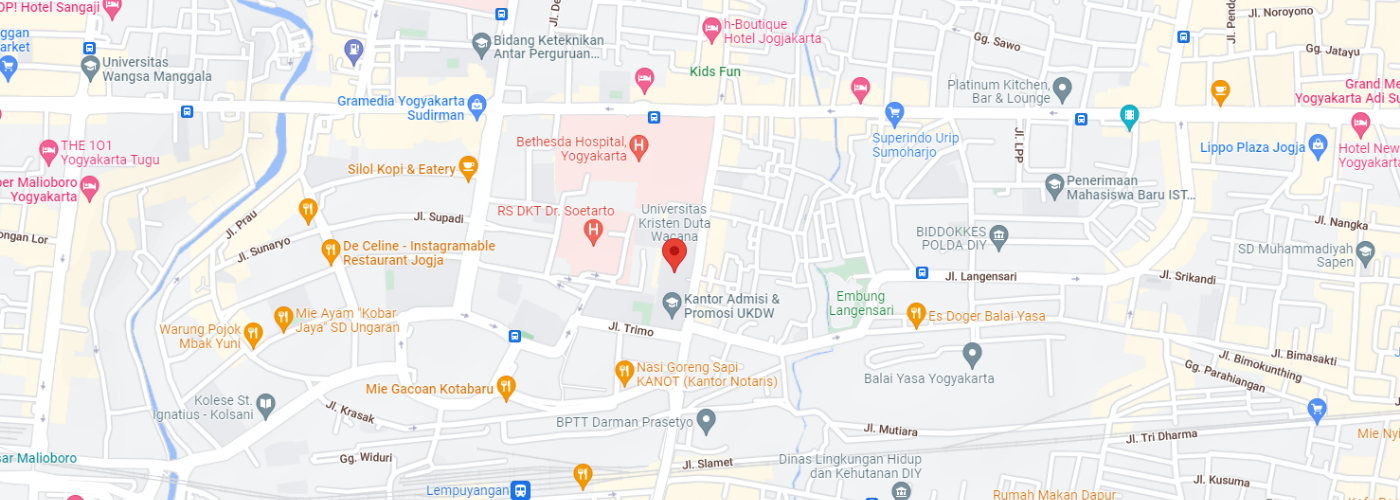 OP! Hotel Sangaji
ggan
arket
Universitas
Wangsa Manggala
THE 101
Yogyakarta Tugu
per Malioboro
Yogyakarta
ongan Lor
Jl. Prau
Jl. Sunaryo
Jl. Supadi
Gramedia Yogyakarta
Sudirman
Silol Kopi & Eatery
De Celine - Instagramable
Restaurant Jogja
Mie Ayam "Kobar
Jaya" SD Ungaran
Warung Pojok
Mbak Yuni
Kolese St.
Ignatius - Kolsani
sar Malioboro
Gg. Widuri
Jl. Krasak
Mie Gacoan Kotabaru
Lempuyangan
Jl. De
Bidang Keteknikan
Antar Perguruan...
h-Boutique
Hotel Jogjakarta
Kids Fun
Bethesda Hospital,
Yogyakarta
RS DKT Dr. Soetarto
Universitas
Kristen Duta
Wacana
Kantor Admisi &
Promosi UKDW
Jl. Trimo
Nasi Goreng Sapi
KANOT (Kantor Notaris)
BPTT Darman Prasetyo
Jl. Slamet
Dinas Lingkungan Hidup
dan Kehutanan DIY
Jl. Mutiara
Balai Yasa Yogyakarta
Es Doger Balai Yasa
Embung
Langensari
Jl. Langensari
BIDDOKKES
POLDA DIY
Superindo Urip
Sumoharjo
Platinum Kitchen,
Bar & Lounge
Gg. Sawo
Jl. LPP
Penerimaan
Mahasiswa Baru IST...
Jl. Pend
Jl. Noroyono
Gg. Jatayu
Grand Me
Yogyakarta Adi Su
Lippo Plaza Jogja
Hotel New
Yogyakarta
Jl. Nangka
SD Muhammadiyah
Sapen
Jl. Srikandi
Jl. Bimokunthing
Jl. Bimasakti
Gg. Parahiangan
Jl. Tri Dharma
Mie Nyi
Jl. Kusuma
Rumah Makan Dapur